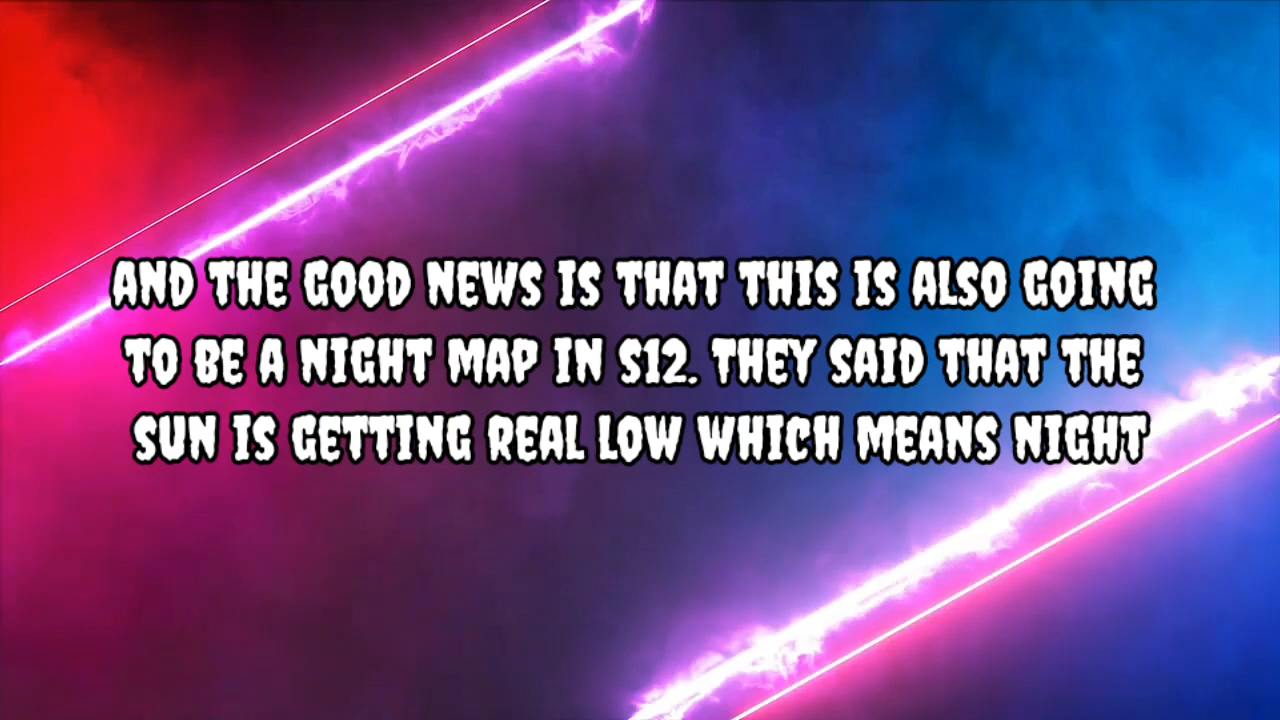 AND THE GOOD NEWS IS THAT THIS IS ALSO GOING
TO BE A NIGHT MAP IN S12. THEY SAID THAT THE
SUN IS GETTING REAL LOW WHICH MEANS NIGHT